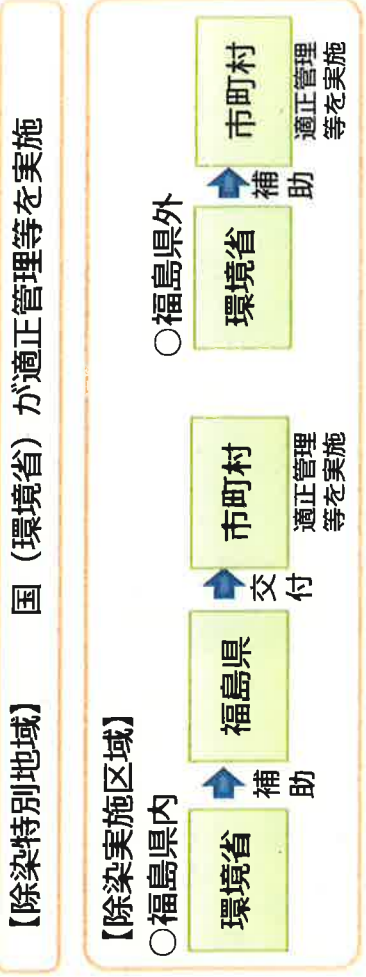 【除染特別地域】　国（環境省）が適正管理等を実施
【除染実施区域】
○福島県内
環境省
補助
福島県
交付
市町村
適正管理
等を実施
○福島県外
環境省
補助
市町村
適正管理
等を実施